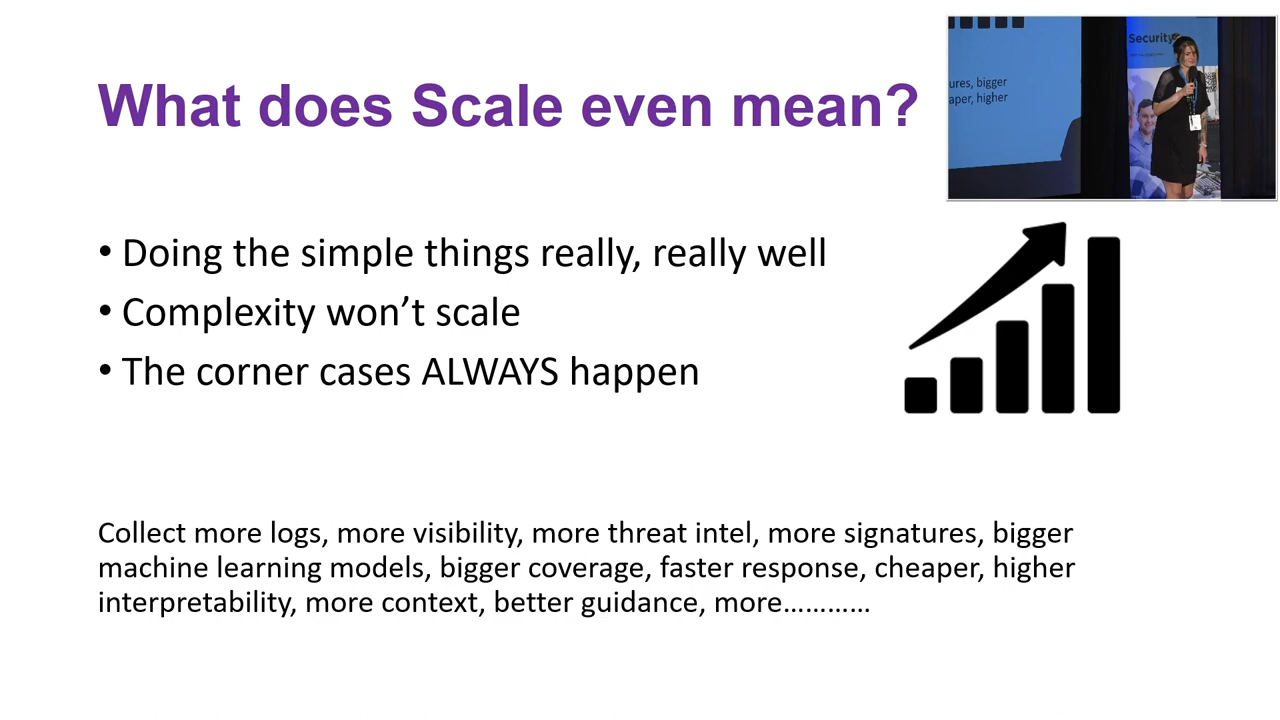 What does Scale even mean?
Security
ures, bigger
aper, higher
• Doing the simple things really, really well
• Complexity won’t scale
• The corner cases ALWAYS happen
Collect more logs, more visibility, more threat intel, more signatures, bigger
machine learning models, bigger coverage, faster response, cheaper, higher
interpretability, more context, better guidance, more…………